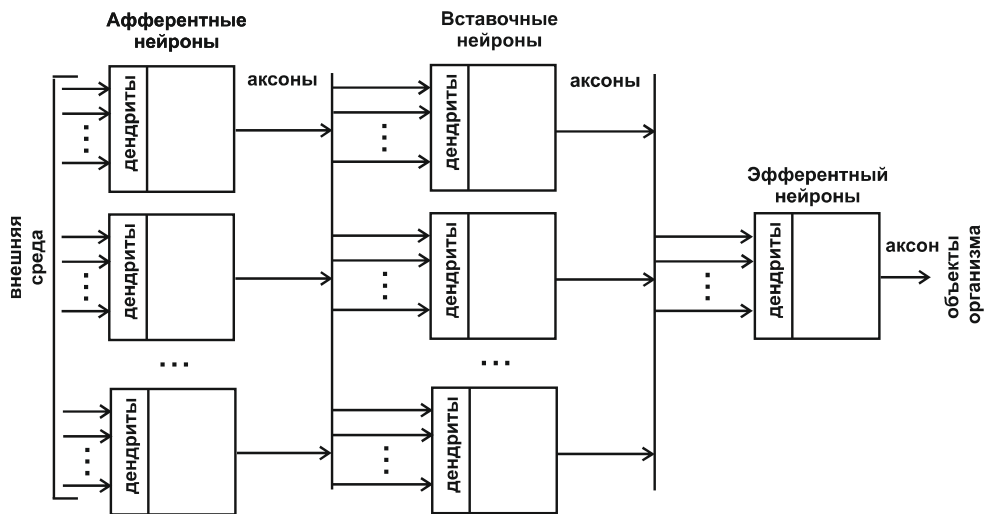 Афферентные
нейроны
Вставочные
нейроны
Эфферентный
нейроны
внешняя
среда
дендриты
аксоны
дендриты
аксоны
дендриты
дендриты
дендриты
аксон
объекты
организма
дендриты
дендриты